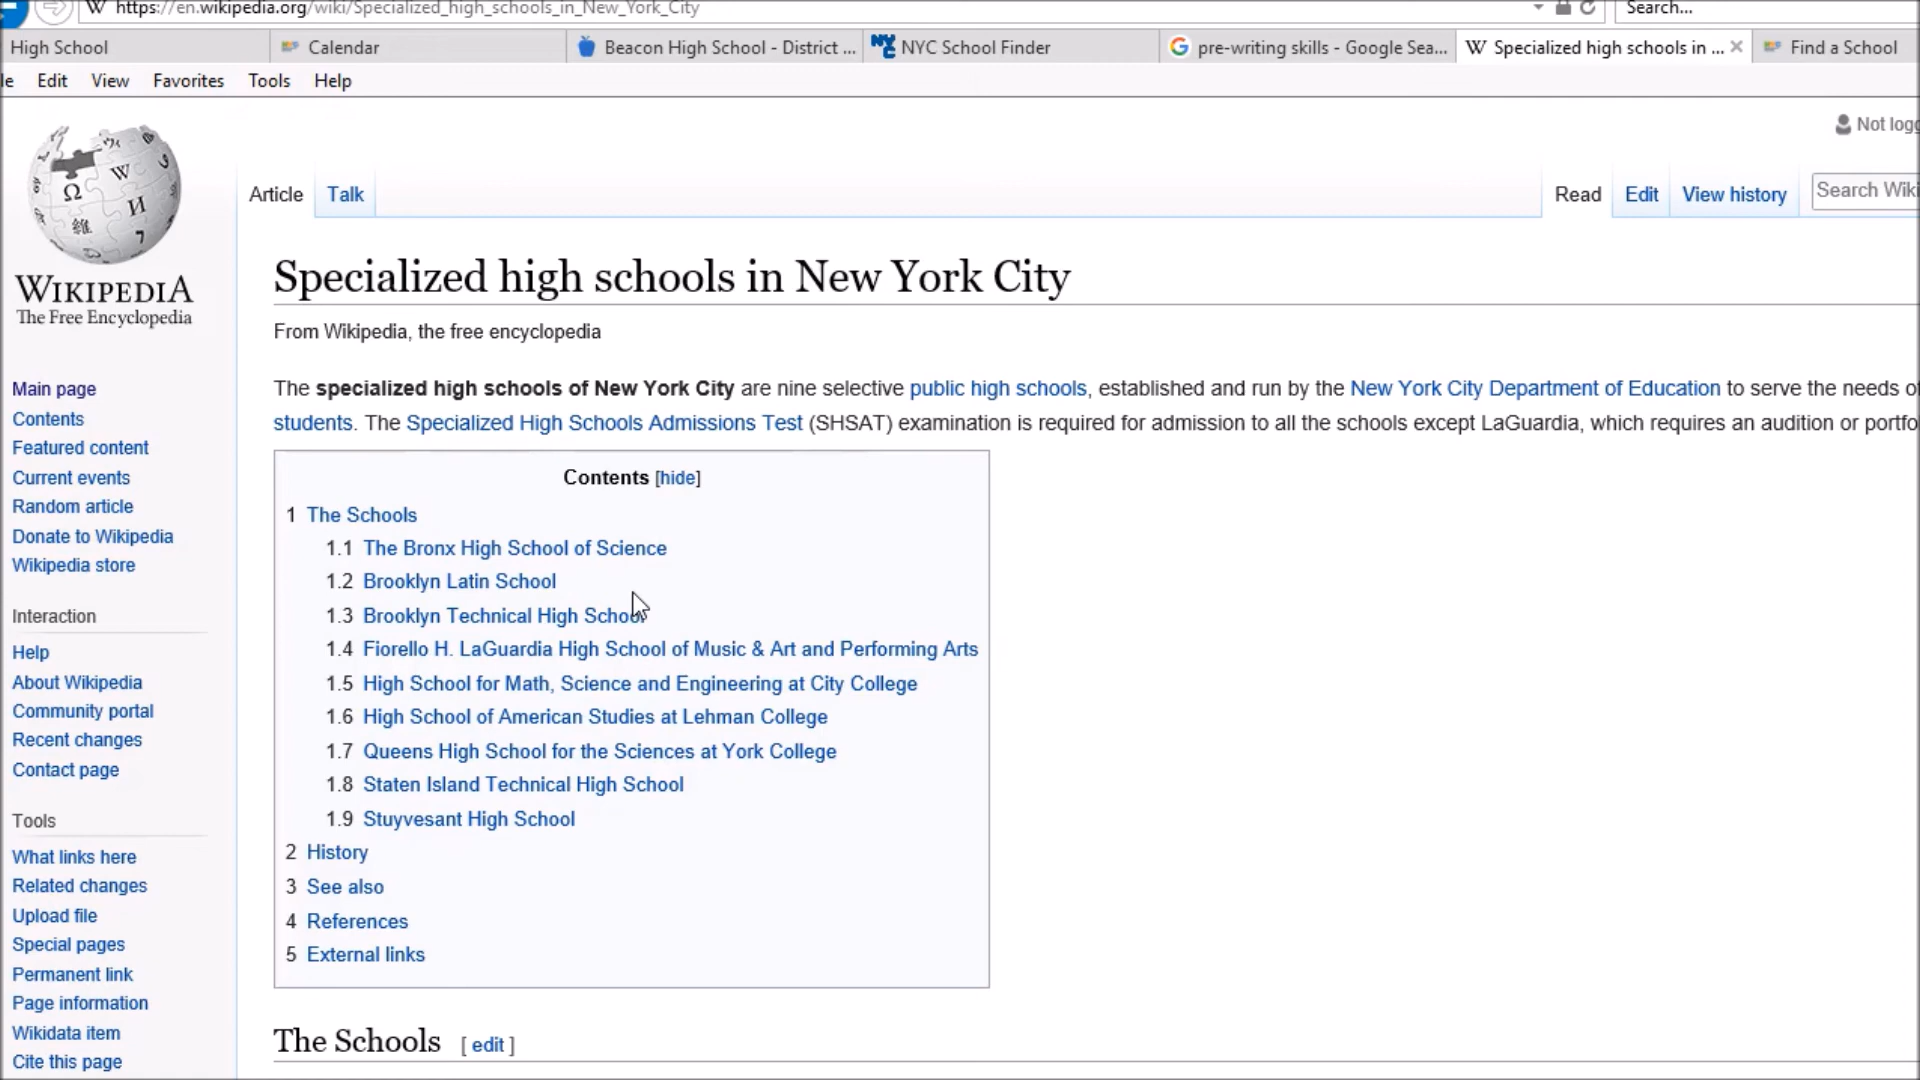 https://en.wikipedia.org/wiki/Specialized_high_schools_in_New_York_City
Search...
High School
Calendar
Beacon High School - District ...
NYC School Finder
pre-writing skills - Google Sea...
Specialized high schools in ...
Find a School
le Edit View Favorites Tools Help
Not logg
Article Talk
Read Edit View history
Search Wiki
WIKIPEDIA
The Free Encyclopedia
Main page
Contents
Featured content
Current events
Random article
Donate to Wikipedia
Wikipedia store
Interaction
Help
About Wikipedia
Community portal
Recent changes
Contact page
Tools
What links here
Related changes
Upload file
Special pages
Permanent link
Page information
Wikidata item
Cite this page
Specialized high schools in New York City
From Wikipedia, the free encyclopedia
The specialized high schools of New York City are nine selective public high schools, established and run by the New York City Department of Education to serve the needs of
students. The Specialized High Schools Admissions Test (SHSAT) examination is required for admission to all the schools except LaGuardia, which requires an audition or portfo
Contents [hide]
1 The Schools
1.1 The Bronx High School of Science
1.2 Brooklyn Latin School
1.3 Brooklyn Technical High School
1.4 Fiorello H. LaGuardia High School of Music & Art and Performing Arts
1.5 High School for Math, Science and Engineering at City College
1.6 High School of American Studies at Lehman College
1.7 Queens High School for the Sciences at York College
1.8 Staten Island Technical High School
1.9 Stuyvesant High School
2 History
3 See also
4 References
5 External links
The Schools [ edit ]